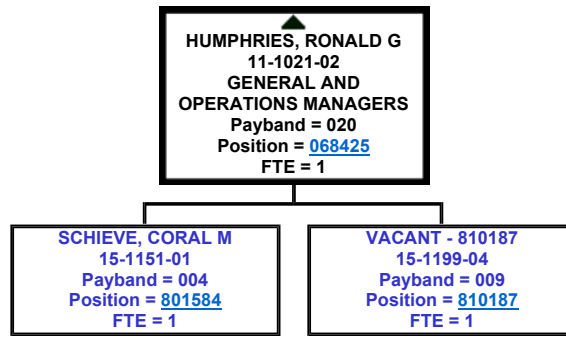 HUMPHRIES, RONALD G
11-1021-02
GENERAL AND
OPERATIONS MANAGERS
Payband = 020
Position = 068425
FTE = 1
SCHIEVE, CORAL M
15-1151-01
Payband = 004
Position = 801584
FTE = 1
VACANT - 810187
15-1199-04
Payband = 009
Position = 810187
FTE = 1